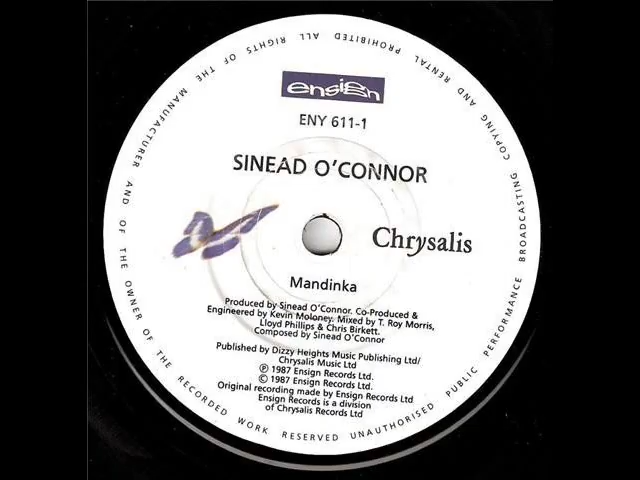 ALL RIGHTS OF THE MANUFACTURER AND OF THE OWNER OF THE RECORDED WORK RESERVED UNAUTHORISED PUBLIC PERFORMANCE BROADCASTING COPYING AND RENTAL PROHIBITED
ensign
ENY 611-1
SINEAD O'CONNOR
Chrysalis
Mandinka
Produced by Sinead O'Connor. Co-Produced &
Engineered by Kevin Moloney. Mixed by T. Roy Morris,
Lloyd Phillips & Chris Birkett.
Composed by Sinead O'Connor
Published by Dizzy Heights Music Publishing Ltd/
Chrysalis Music Ltd
℗ 1987 Ensign Records Ltd.
© 1987 Ensign Records Ltd.
Original recording made by Ensign Records Ltd
Ensign Records is a division
of Chrysalis Records Ltd